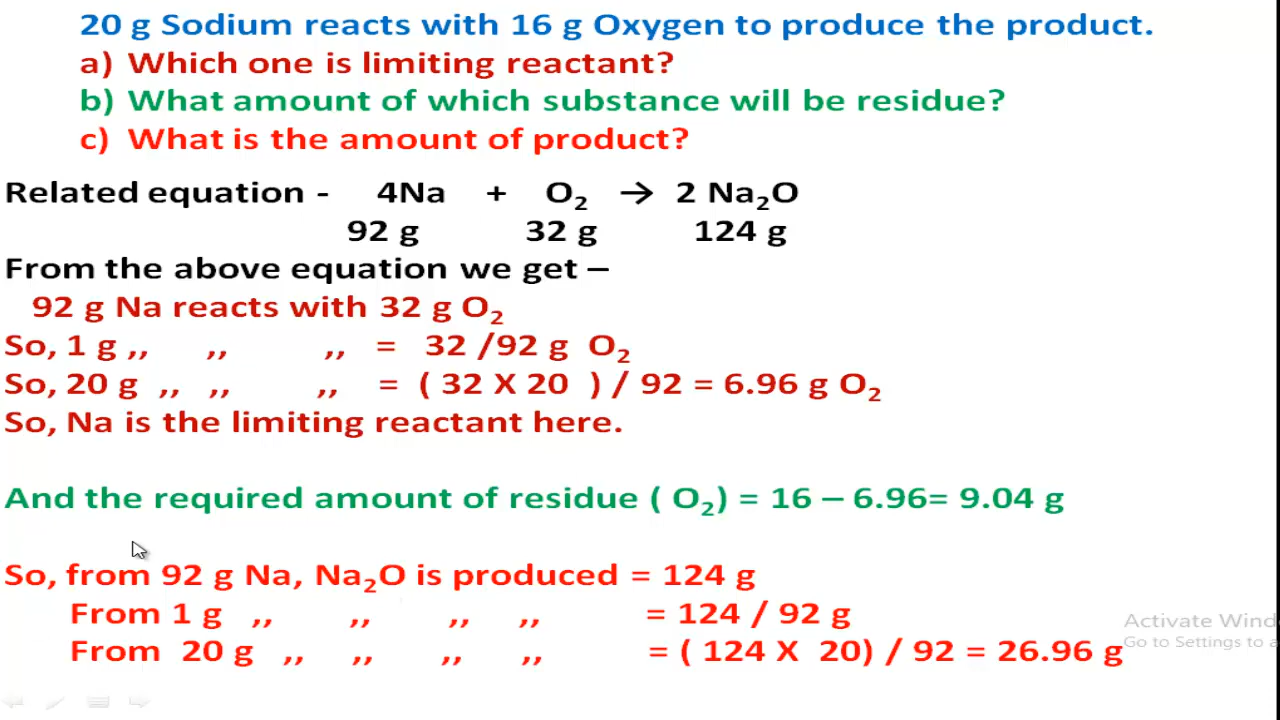 20 g Sodium reacts with 16 g Oxygen to produce the product.
a) Which one is limiting reactant?
b) What amount of which substance will be residue?
c) What is the amount of product?
Related equation - 4Na + O₂ → 2 Na₂O
92 g 32 g 124 g
From the above equation we get –
92 g Na reacts with 32 g O₂
So, 1 g ,, ,, ,, = 32 /92 g O₂
So, 20 g ,, ,, ,, = ( 32 X 20 ) / 92 = 6.96 g O₂
So, Na is the limiting reactant here.
And the required amount of residue ( O₂) = 16 – 6.96= 9.04 g
So, from 92 g Na, Na₂O is produced = 124 g
From 1 g ,, ,, ,, ,, = 124 / 92 g
From 20 g ,, ,, ,, ,, = ( 124 X 20) / 92 = 26.96 g
Activate Wind
Go to Settings to a